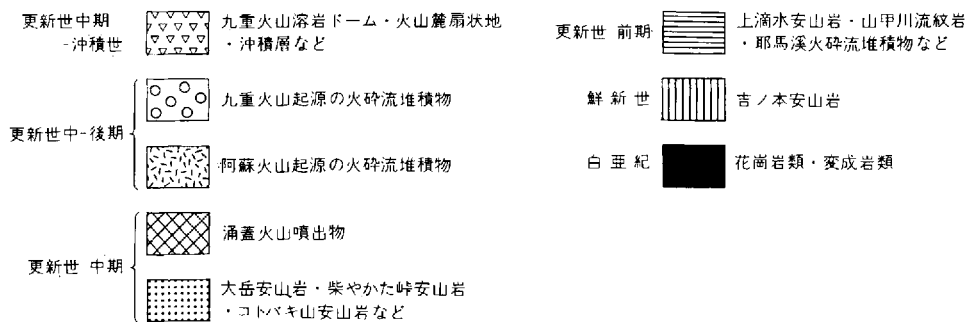 更新世中期
-沖積世
九重火山溶岩ドーム・火山麓扇状地
・沖積層など
更新世中-後期
九重火山起源の火砕流堆積物
阿蘇火山起源の火砕流堆積物
更新世 中期
涌蓋火山噴出物
大岳安山岩・柴やかた峠安山岩
・コトバキ山安山岩など
更新世 前期
上滴水安山岩・山甲川流紋岩
・耶馬溪火砕流堆積物など
鮮新世
吉ノ本安山岩
白亜紀
花崗岩類・変成岩類